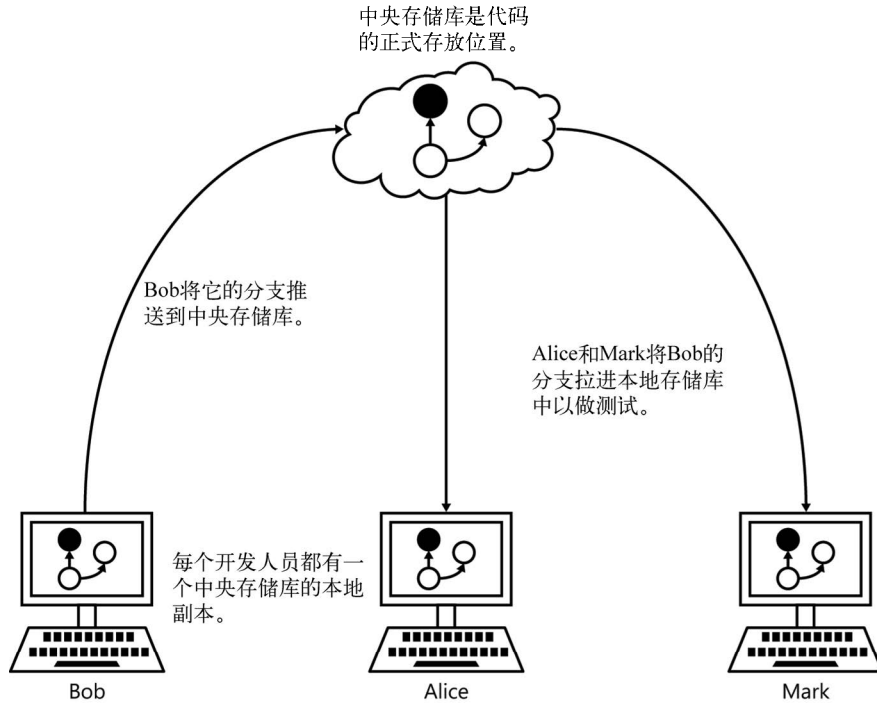 中央存储库是代码
的正式存放位置。
Bob将它的分支推
送到中央存储库。
Alice和Mark将Bob的
分支拉进本地存储库
中以做测试。
每个开发人员都有一
个中央存储库的本地
副本。
Bob
Alice
Mark